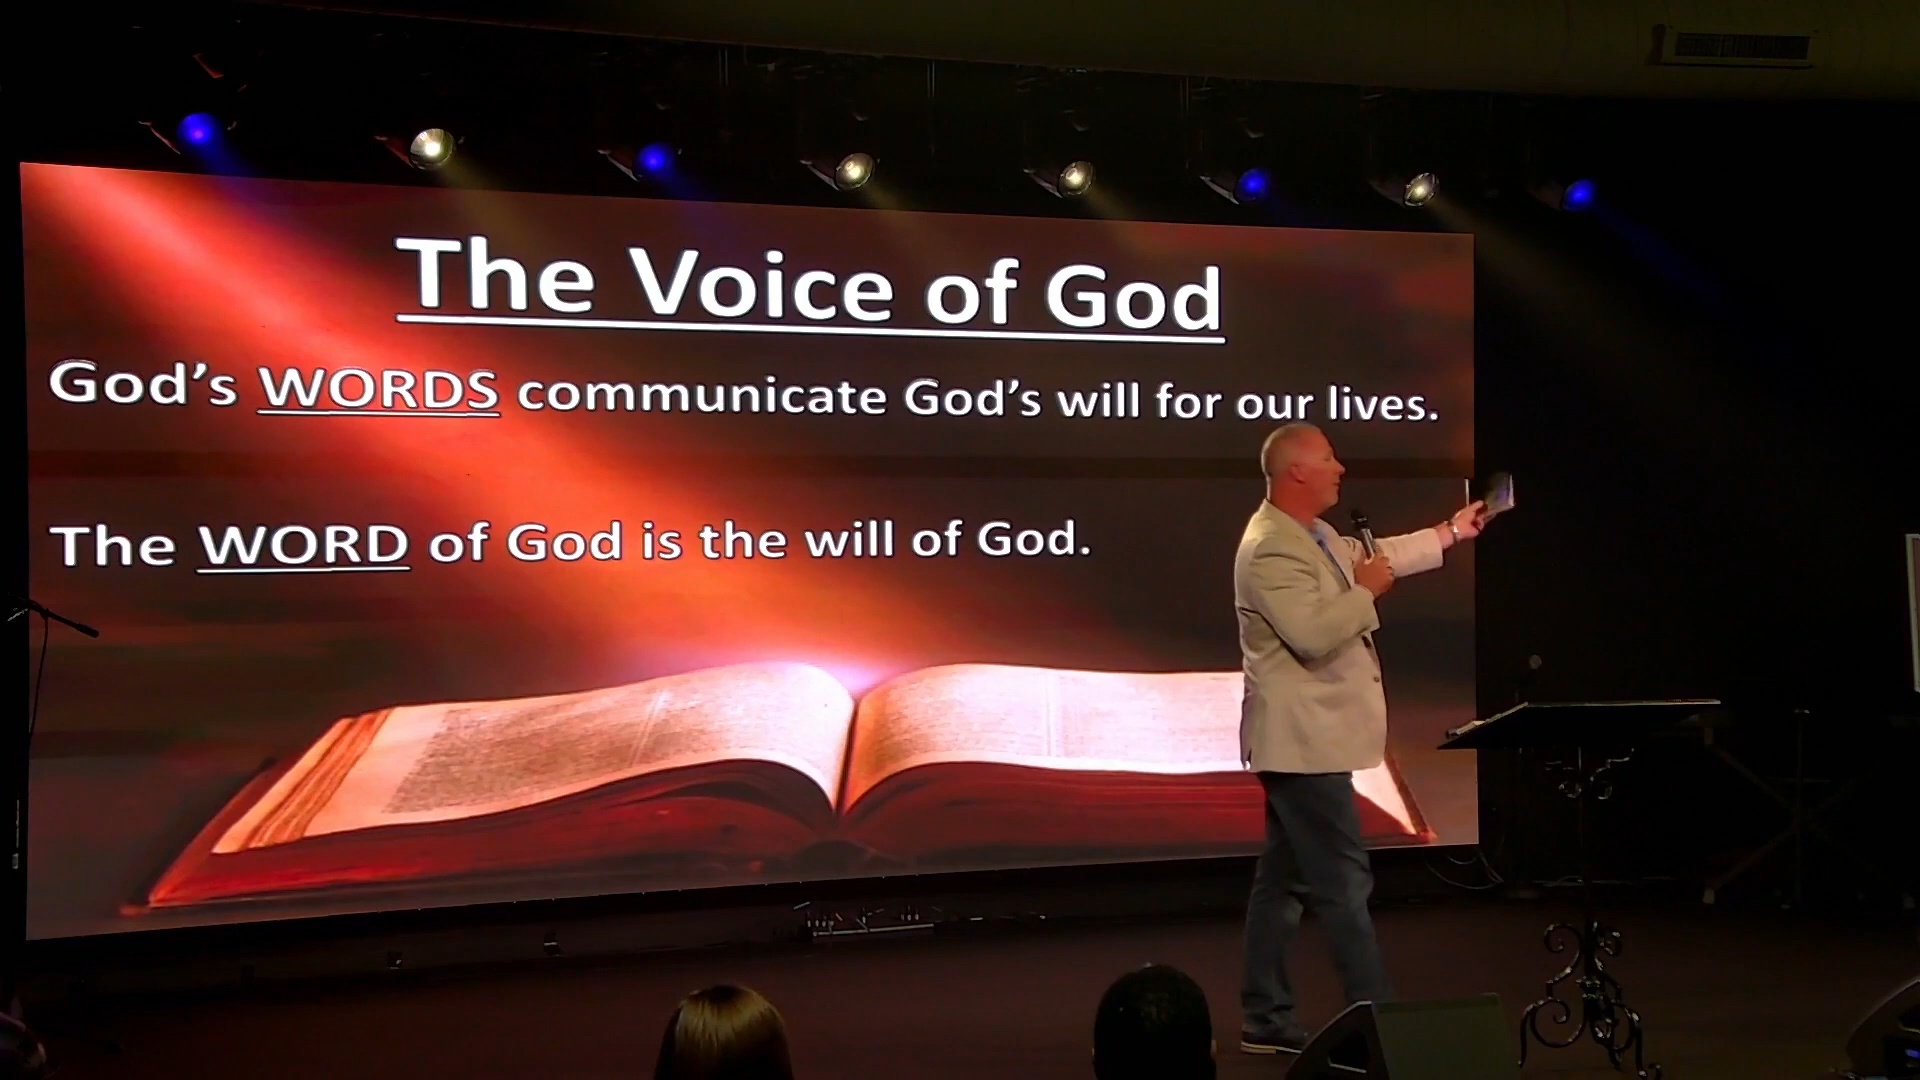 The Voice of God
God's WORDS communicate God's will for our lives.
The WORD of God is the will of God.